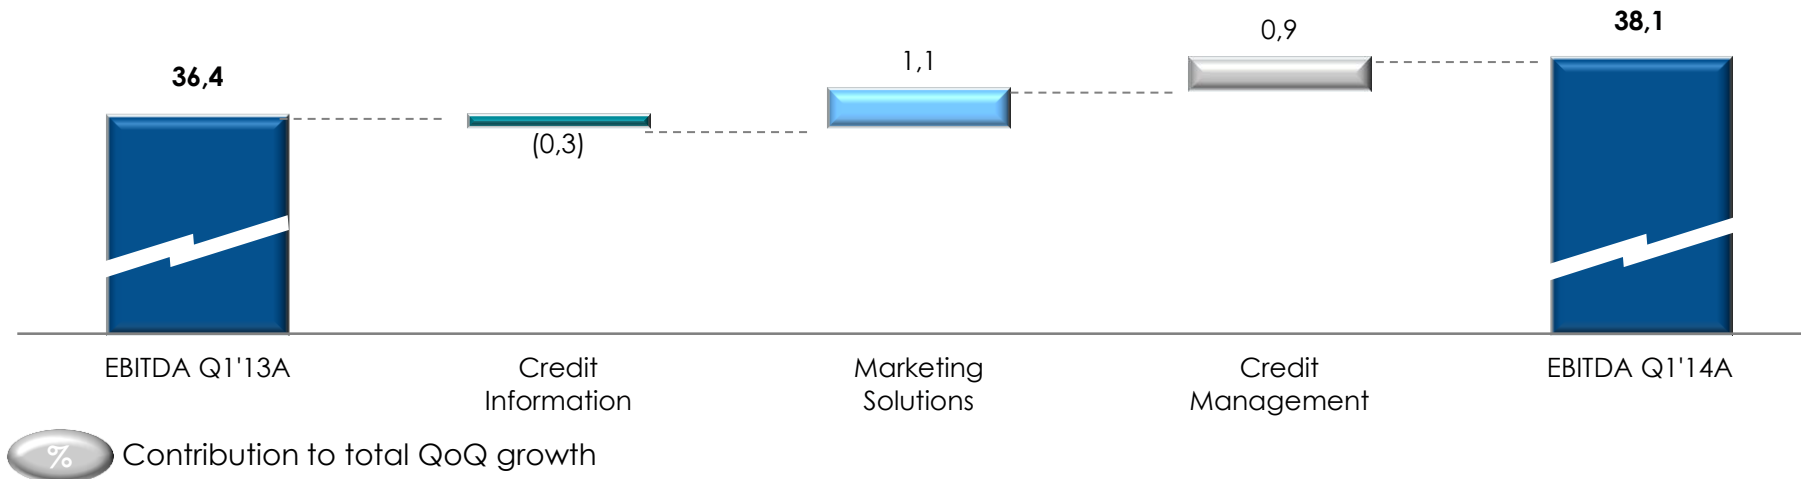 38,1
0,9
1,1
36,4
(0,3)
EBITDA Q1'13A
Credit
Information
Marketing
Solutions
Credit
Management
EBITDA Q1'14A
% Contribution to total QoQ growth